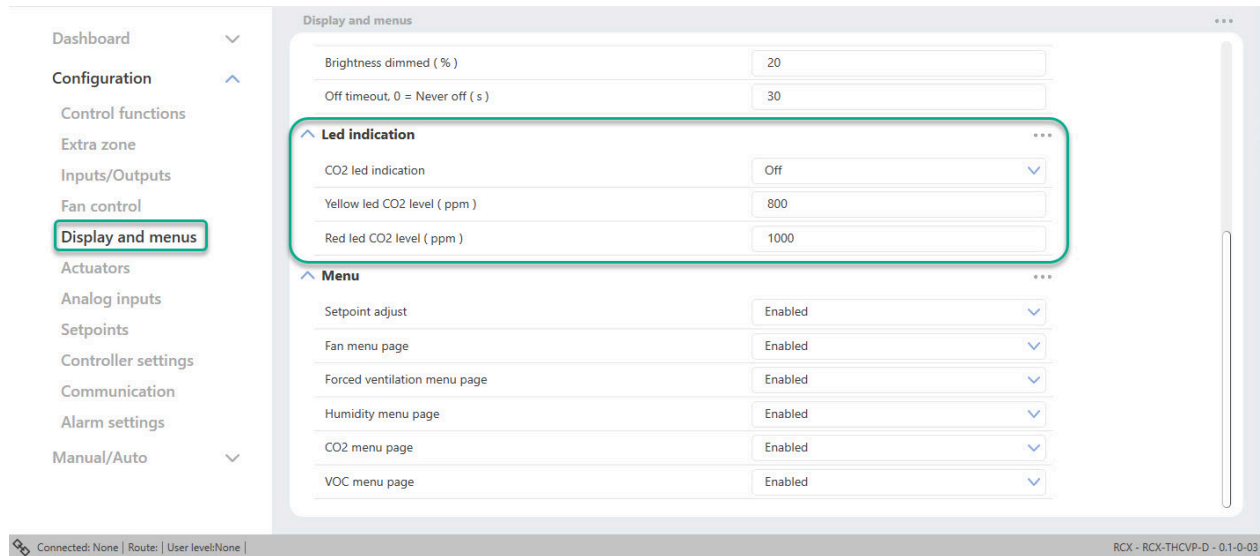 Dashboard
Configuration
Control functions
Extra zone
Inputs/Outputs
Fan control
Display and menus
Actuators
Analog inputs
Setpoints
Controller settings
Communication
Alarm settings
Manual/Auto
Display and menus
Brightness dimmed ( % ) 20
Off timeout, 0 = Never off ( s ) 30
Led indication
CO2 led indication Off
Yellow led CO2 level ( ppm ) 800
Red led CO2 level ( ppm ) 1000
Menu
Setpoint adjust Enabled
Fan menu page Enabled
Forced ventilation menu page Enabled
Humidity menu page Enabled
CO2 menu page Enabled
VOC menu page Enabled
Connected: None | Route: | User level:None | RCX - RCX-THCVP-D - 0.1-0-03